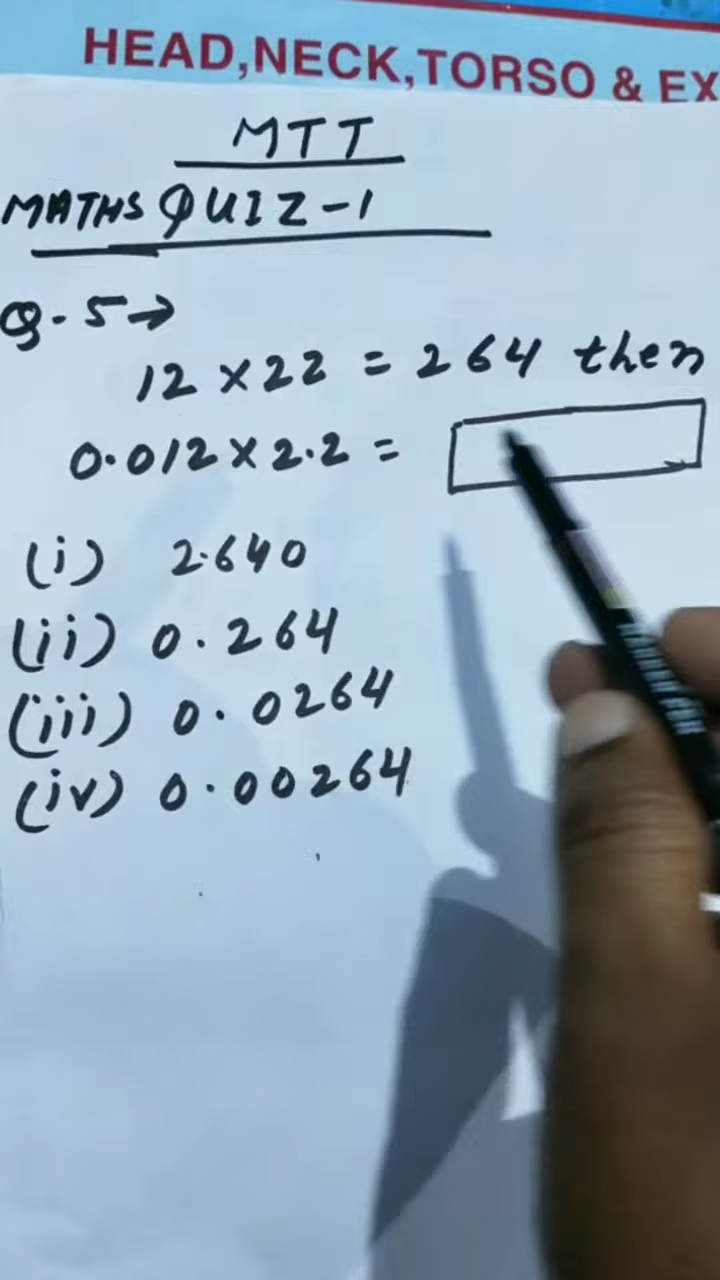 HEAD,NECK,TORSO & EX
MTT
MATHS QUIZ-1
Q-5→
12 × 22 = 264 then
0.012 × 2.2 =
(i) 2.640
(ii) 0.264
(iii) 0.0264
(iv) 0.00264